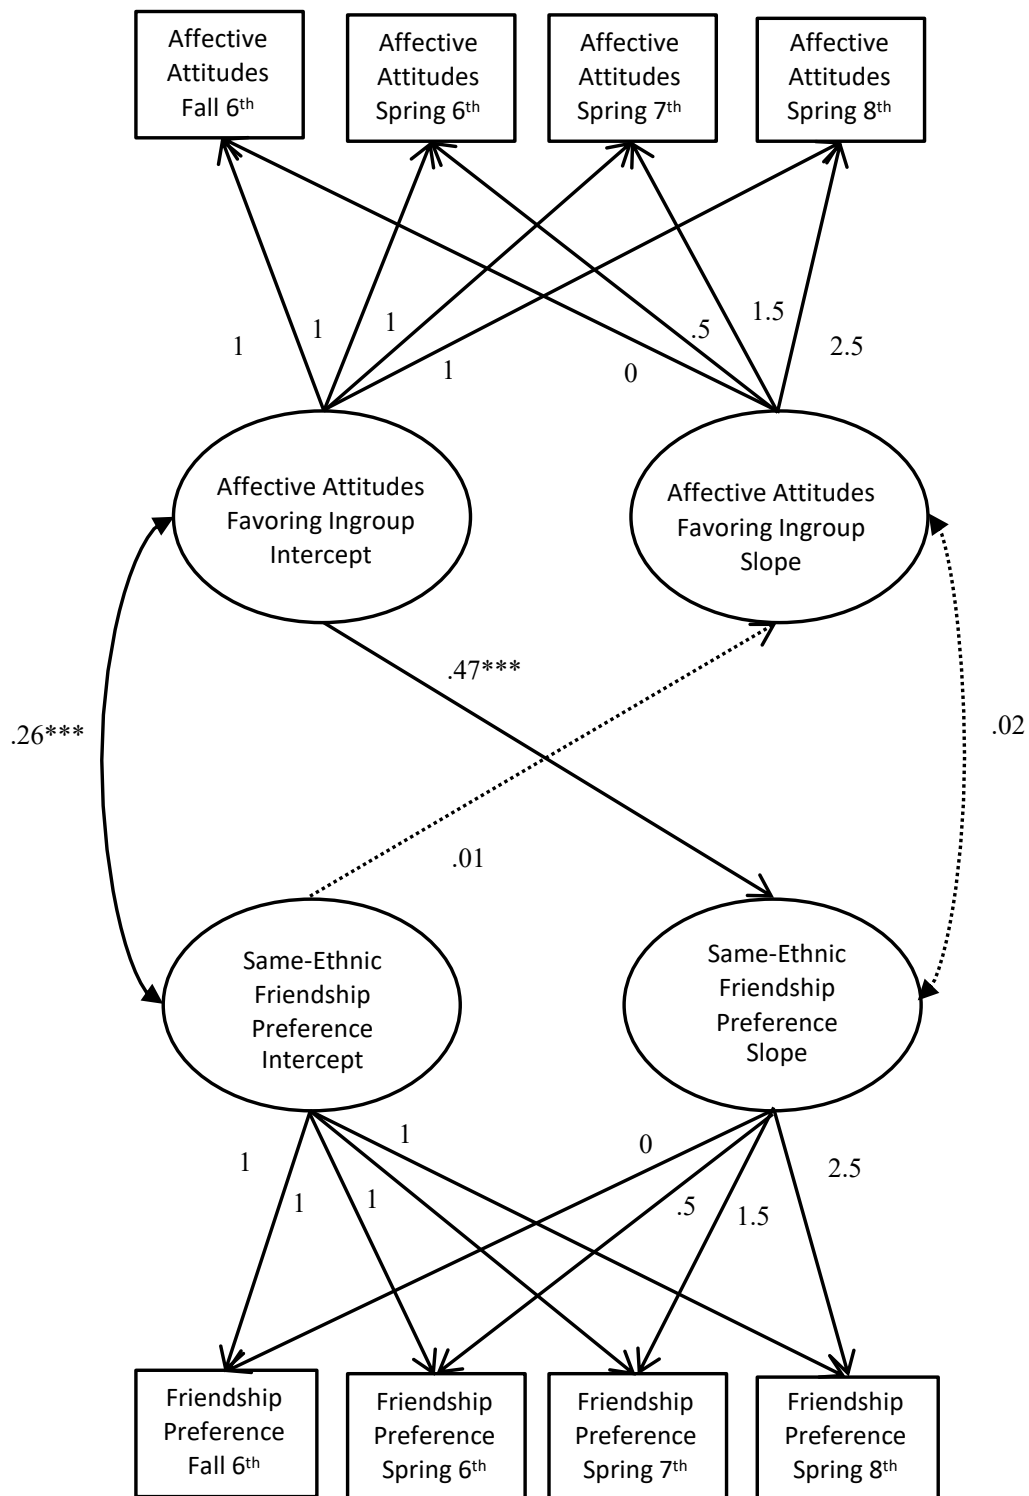 Affective
Attitudes
Fall 6th
Affective
Attitudes
Spring 6th
Affective
Attitudes
Spring 7th
Affective
Attitudes
Spring 8th
1
1
1
1
0
.5
1.5
2.5
Affective Attitudes
Favoring Ingroup
Intercept
Affective Attitudes
Favoring Ingroup
Slope
.47***
.26***
.02
.01
Same-Ethnic
Friendship
Preference
Intercept
Same-Ethnic
Friendship
Preference
Slope
1
1
1
1
0
.5
1.5
2.5
Friendship
Preference
Fall 6th
Friendship
Preference
Spring 6th
Friendship
Preference
Spring 7th
Friendship
Preference
Spring 8th